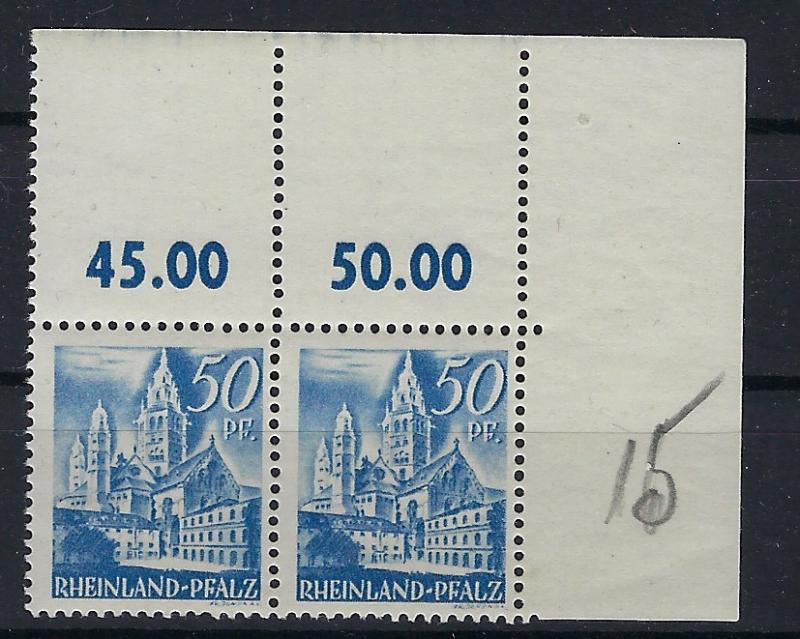 45.00 50.00
50 PF.
50 PF.
RHEINLAND-PFALZ
RHEINLAND-PFALZ
15